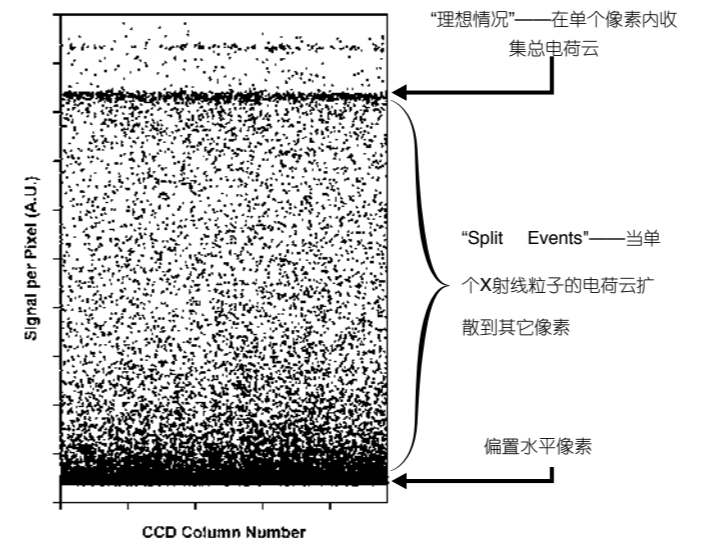 “理想情况”——在单个像素内收
集总电荷云
Signal per Pixel (A.U.)
“Split Events”——当单
个X射线粒子的电荷云扩
散到其它像素
偏置水平像素
CCD Column Number